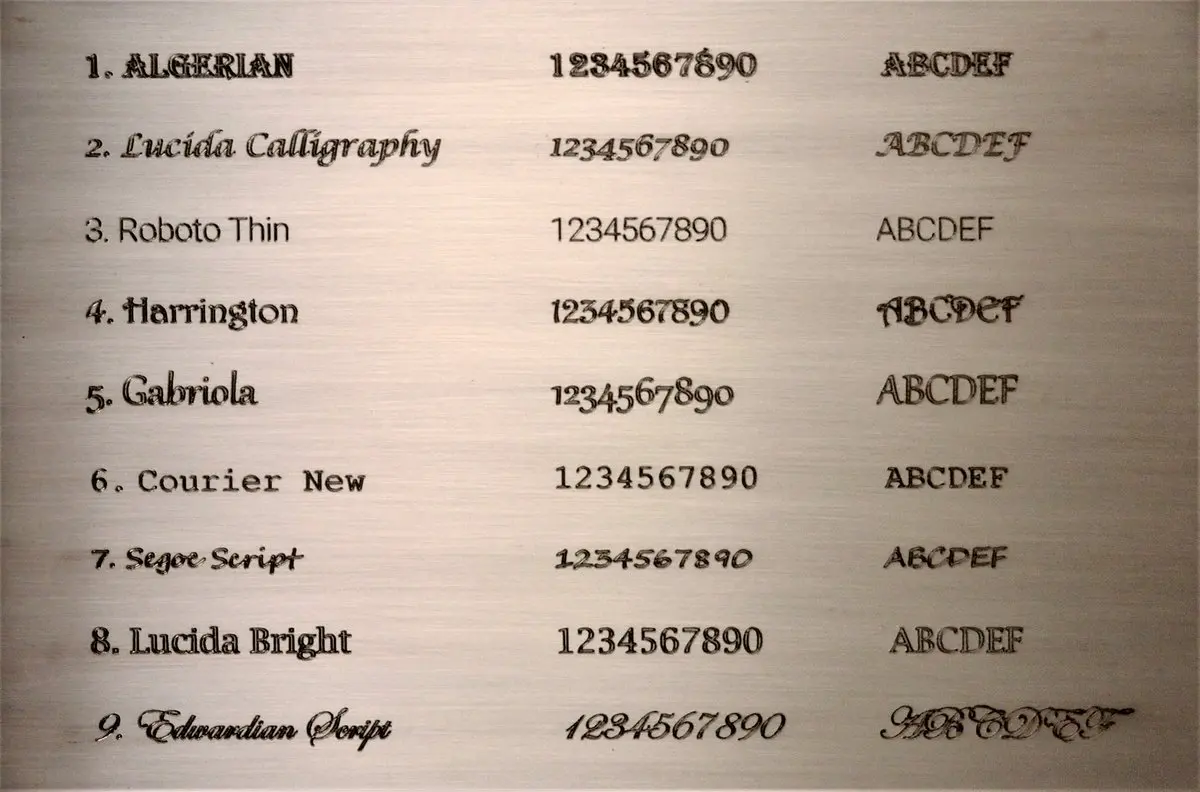 1. ALGERIAN 1234567890 ABCDEF
2. Lucida Calligraphy 1234567890 ABCDEF
3. Roboto Thin 1234567890 ABCDEF
4. Harrington 1234567890 ABCDEF
5. Gabriola 1234567890 ABCDEF
6. Courier New 1234567890 ABCDEF
7. Segoe Script 1234567890 ABCDEF
8. Lucida Bright 1234567890 ABCDEF
9. Edwardian Script 1234567890 ABCDEF